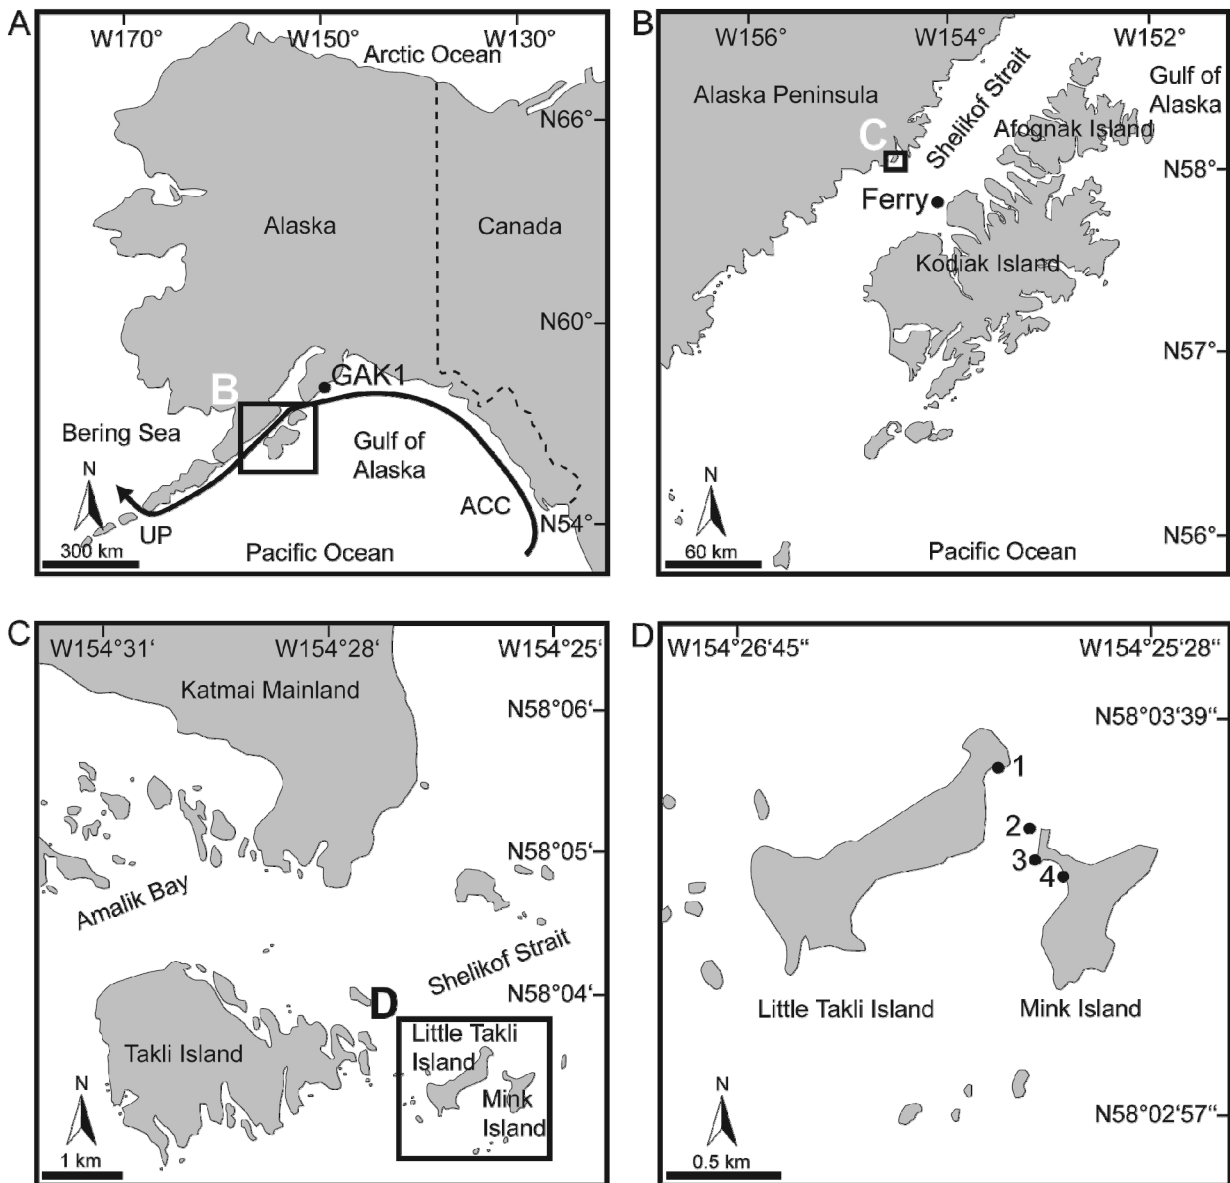 A
W170°
W150°
W130°
Arctic Ocean
N66°
Alaska
Canada
N60°
GAK1
B
Bering Sea
Gulf of
Alaska
N
ACC
N54°
UP
300 km
Pacific Ocean
B
W156°
W154°
W152°
Gulf of
Alaska
Alaska Peninsula
Shelikof Strait
Afognak Island
C
N58°
Ferry
Kodiak Island
N57°
N
60 km
Pacific Ocean
N56°
C
W154°31‘
W154°28‘
W154°25‘
Katmai Mainland
N58°06‘
N58°05‘
Amalik Bay
Shelikof Strait
N58°04‘
D
Little Takli
Island
Takli Island
Mink
Island
N
1 km
D
W154°26‘45“
W154°25‘28“
N58°03‘39“
1
2
3
4
Little Takli Island
Mink Island
N
0.5 km
N58°02‘57“